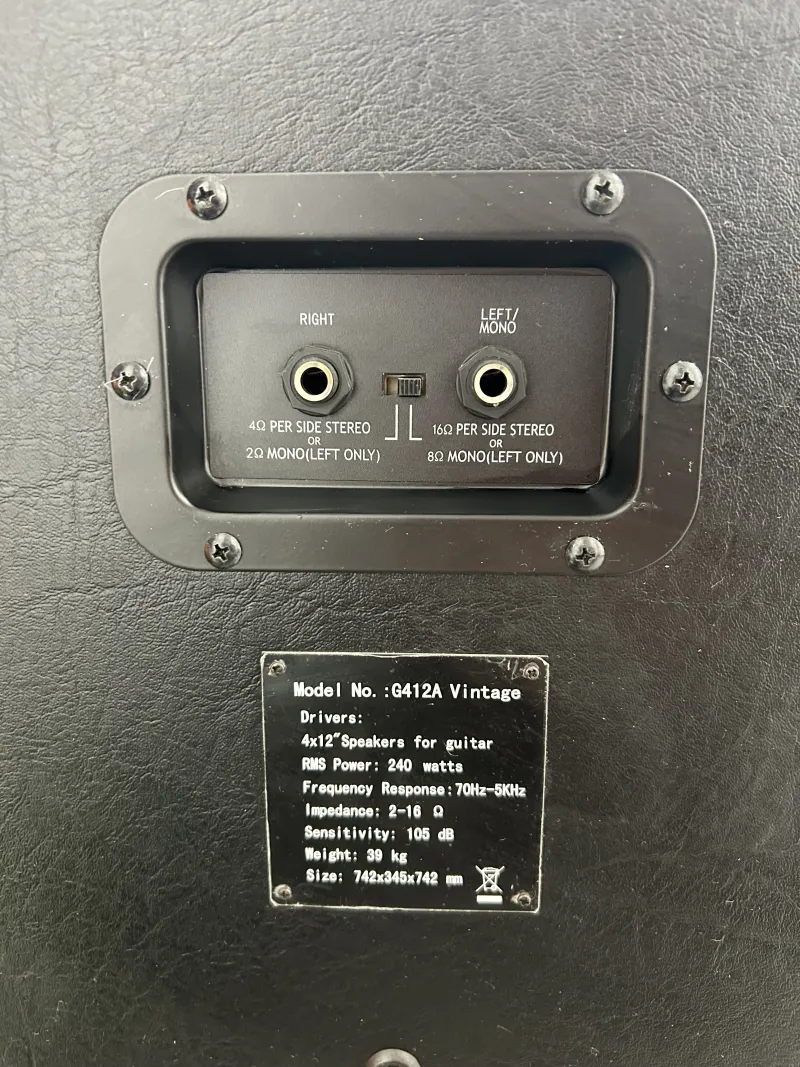 RIGHT
LEFT/
MONO
4Ω PER SIDE STEREO
OR
2Ω MONO(LEFT ONLY)
16Ω PER SIDE STEREO
OR
8Ω MONO(LEFT ONLY)
Model No.:G412A Vintage
Drivers:
4x12"Speakers for guitar
RMS Power: 240 watts
Frequency Response:70Hz-5KHz
Impedance: 2-16 Ω
Sensitivity: 105 dB
Weight: 39 kg
Size: 742x345x742 mm